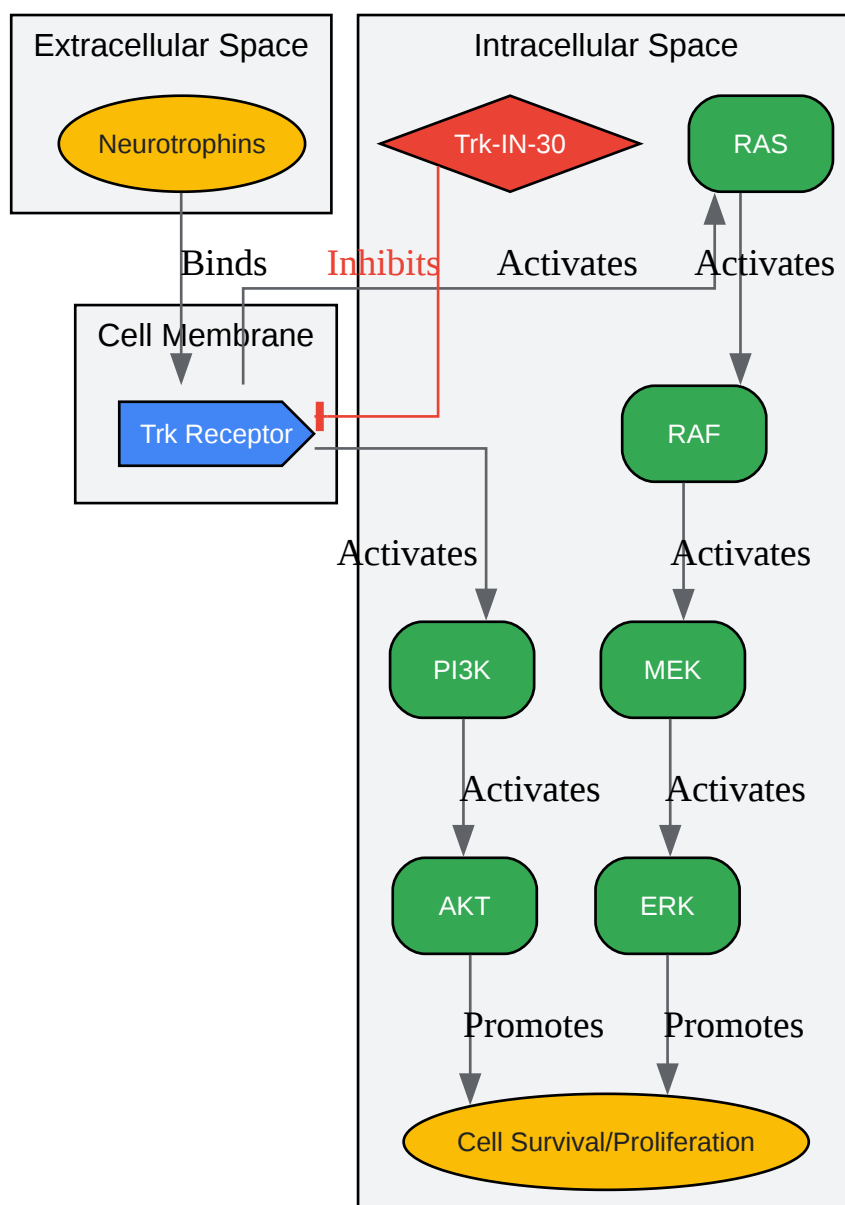 Extracellular Space
Intracellular Space
Neurotrophins
Trk-IN-30
RAS
Binds
Inhibits
Activates
Activates
Cell Membrane
Trk Receptor
RAF
Activates
Activates
PI3K
MEK
Activates
Activates
AKT
ERK
Promotes
Promotes
Cell Survival/Proliferation